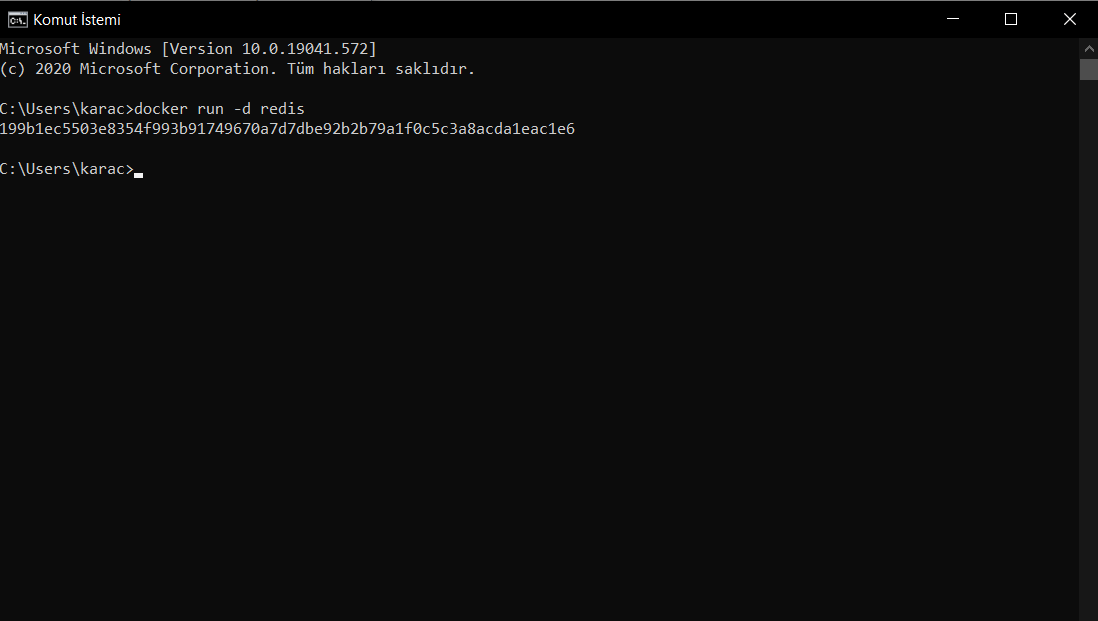 Komut İstemi
Microsoft Windows [Version 10.0.19041.572]
(c) 2020 Microsoft Corporation. Tüm hakları saklıdır.
C:\Users\karac>docker run -d redis
199b1ec5503e8354f993b91749670a7d7dbe92b2b79a1f0c5c3a8acda1eac1e6
C:\Users\karac>